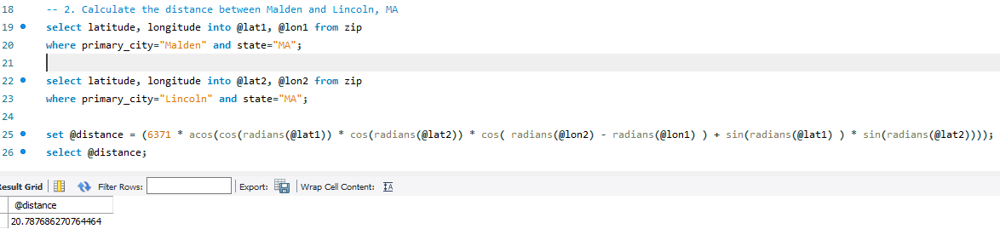 18 -- 2. Calculate the distance between Malden and Lincoln, MA
19 select latitude, longitude into @lat1, @lon1 from zip
20 where primary_city="Malden" and state="MA";
21
22 select latitude, longitude into @lat2, @lon2 from zip
23 where primary_city="Lincoln" and state="MA";
24
25 set @distance = (6371 * acos(cos(radians(@lat1)) * cos(radians(@lat2)) * cos( radians(@lon2) - radians(@lon1) ) + sin(radians(@lat1) ) * sin(radians(@lat2))));
26 select @distance;
Result Grid Filter Rows: Export: Wrap Cell Content: IA
@distance
20.787686270764464